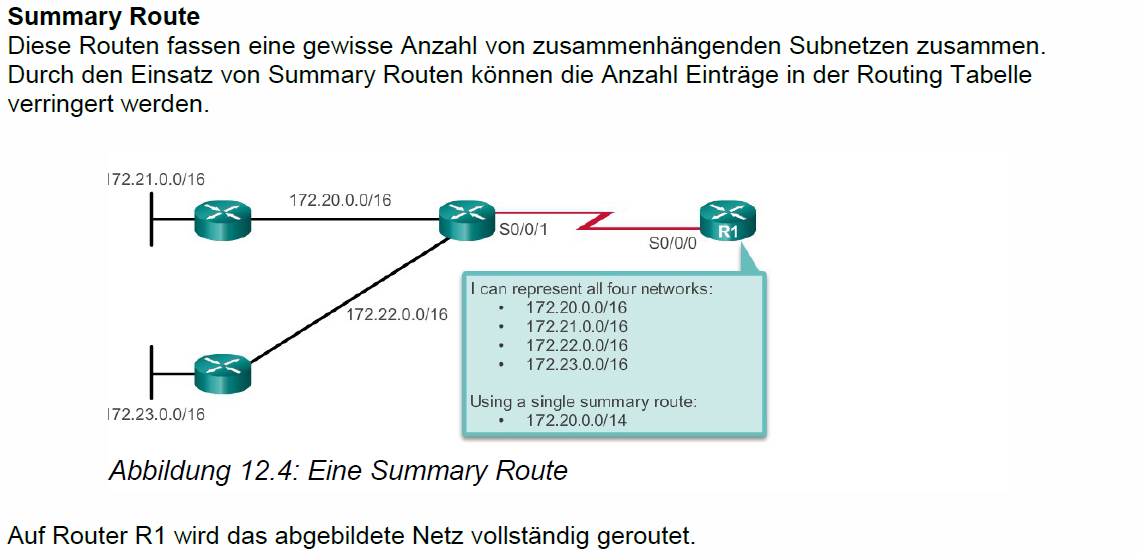 Summary Route
Diese Routen fassen eine gewisse Anzahl von zusammenhängenden Subnetzen zusammen.
Durch den Einsatz von Summary Routen können die Anzahl Einträge in der Routing Tabelle
verringert werden.
172.21.0.0/16
172.20.0.0/16
S0/0/1
S0/0/0
R1
172.22.0.0/16
172.23.0.0/16
I can represent all four networks:
• 172.20.0.0/16
• 172.21.0.0/16
• 172.22.0.0/16
• 172.23.0.0/16
Using a single summary route:
• 172.20.0.0/14
Abbildung 12.4: Eine Summary Route
Auf Router R1 wird das abgebildete Netz vollständig geroutet.